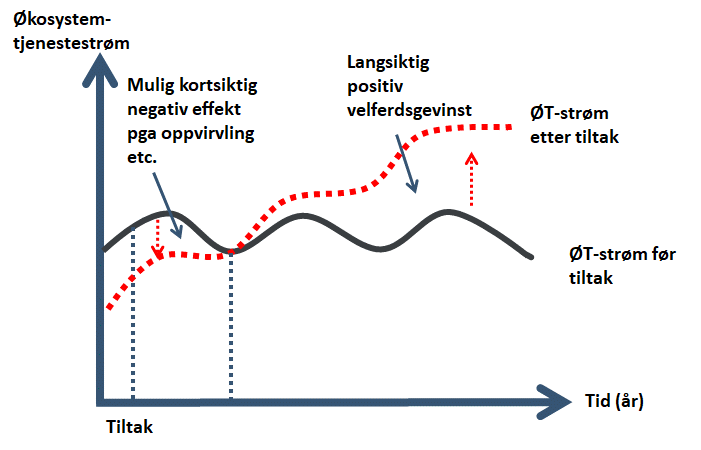 Økosystem-
tjenestestrøm
Mulig kortsiktig
negativ effekt
pga oppvirvling
etc.
Langsiktig
positiv
velferdsgevinst
ØT-strøm
etter tiltak
ØT-strøm før
tiltak
Tid (år)
Tiltak